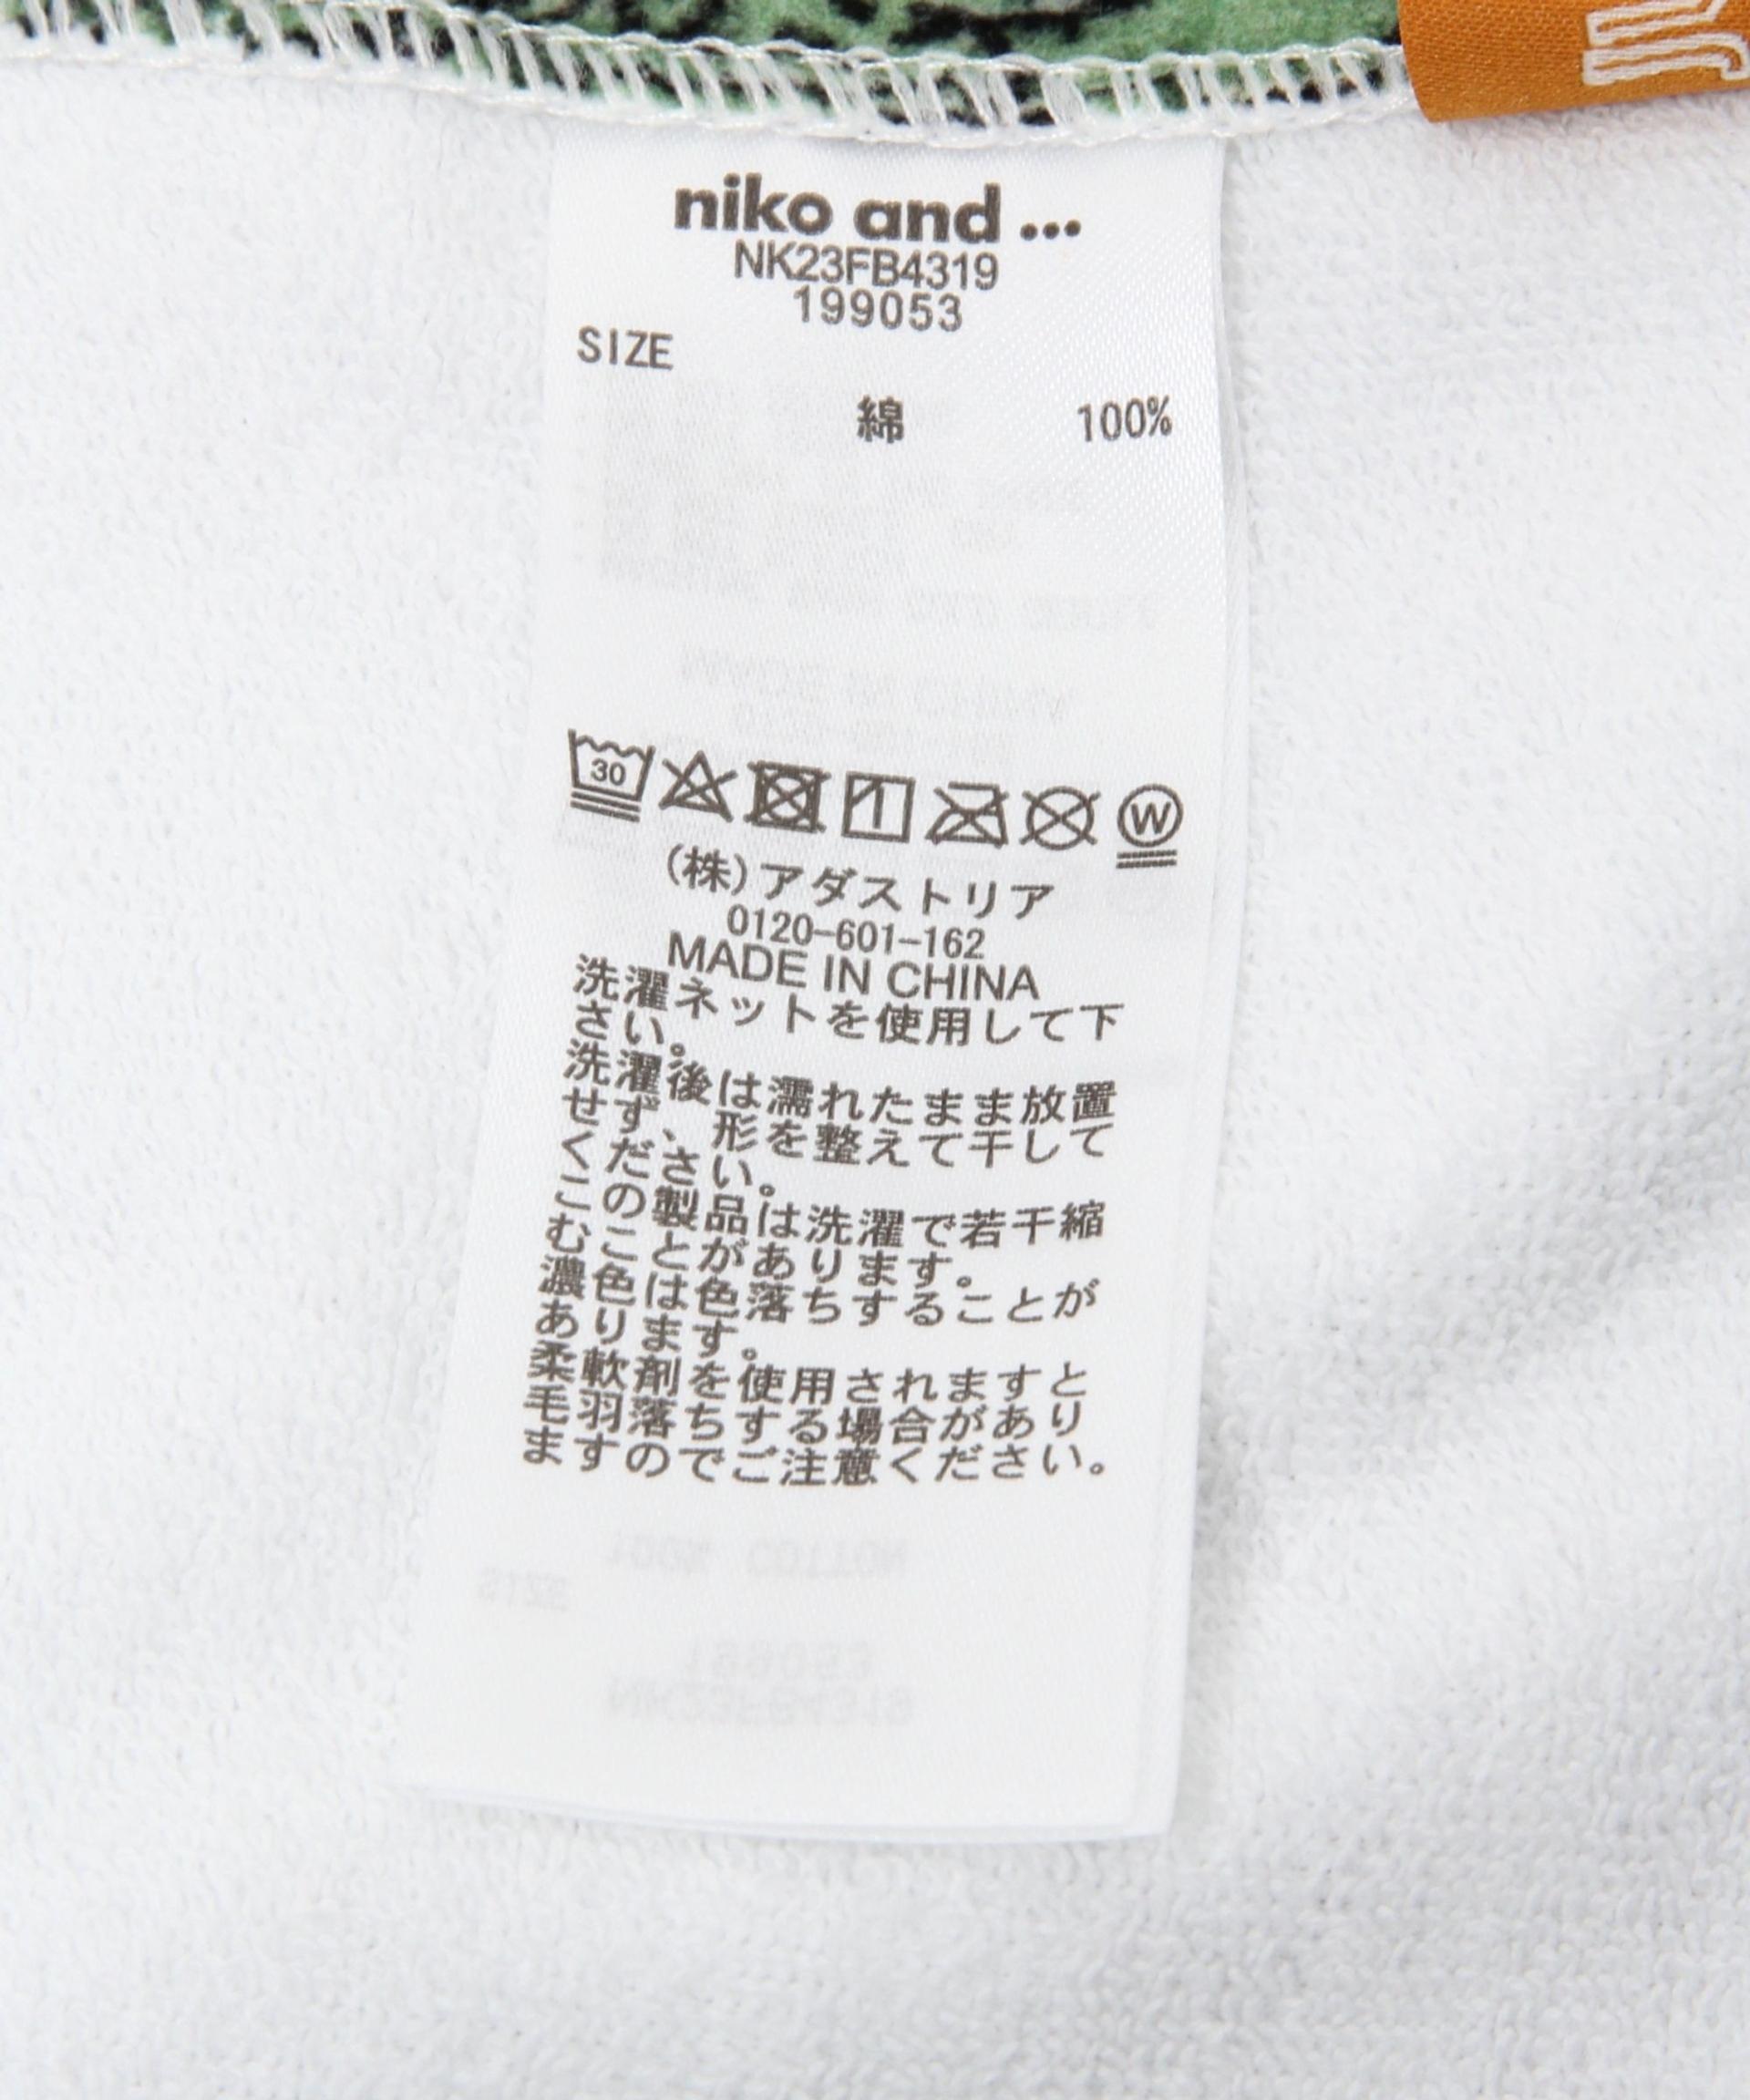 niko and ...
NK23FB4319
199053
SIZE
綿 100%
30
W
(株)アダストリア
0120-601-162
MADE IN CHINA
洗濯ネットを使用して下
さい。
洗濯後は濡れたまま放置
せず、形を整えて干して
ください。
この製品は洗濯で若干縮
むことがあります。
濃色は色落ちすることが
あります。
柔軟剤を使用されますと
毛羽落ちする場合があり
ますのでご注意ください。